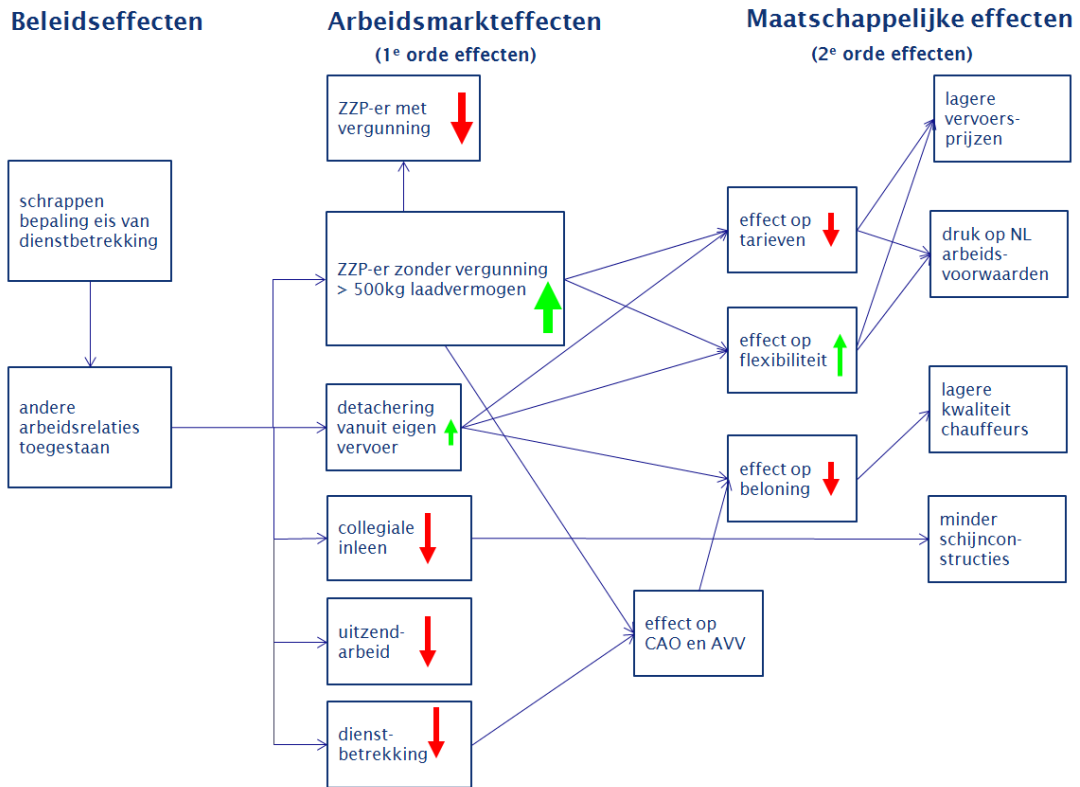 Beleidseffecten
Arbeidsmarkteffecten
(1e orde effecten)
Maatschappelijke effecten
(2e orde effecten)
schrappen
bepaling eis van
dienstbetrekking
andere
arbeidsrelaties
toegestaan
ZZP-er met
vergunning
ZZP-er zonder vergunning
> 500kg laadvermogen
detachering
vanuit eigen
vervoer
collegiale
inleen
uitzend-
arbeid
dienst-
betrekking
effect op
CAO en AVV
effect op
tarieven
effect op
flexibiliteit
effect op
beloning
lagere
vervoers-
prijzen
druk op NL
arbeids-
voorwaarden
lagere
kwaliteit
chauffeurs
minder
schijncon-
structies